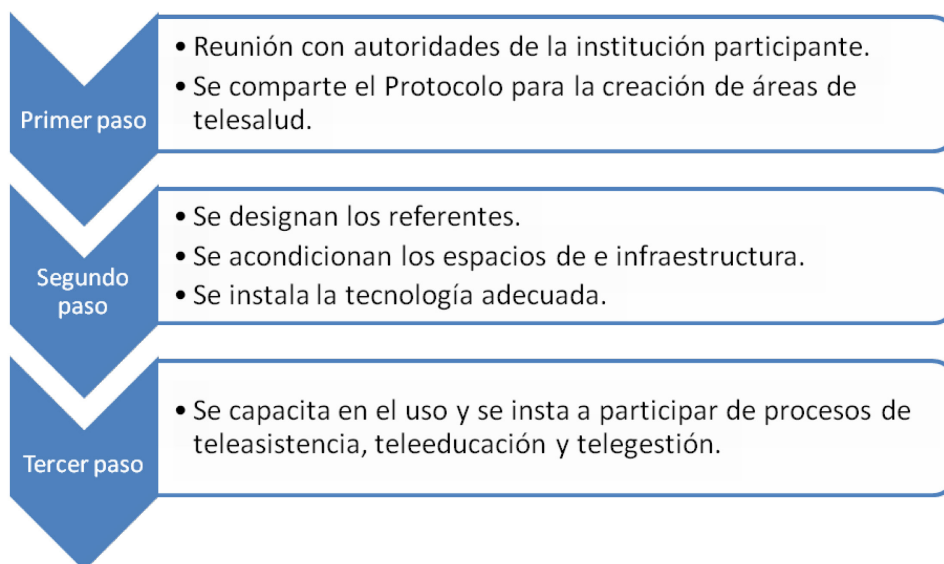 Primer paso
• Reunión con autoridades de la institución participante.
• Se comparte el Protocolo para la creación de áreas de
telesalud.
Segundo
paso
• Se designan los referentes.
• Se acondicionan los espacios de e infraestructura.
• Se instala la tecnología adecuada.
Tercer paso
• Se capacita en el uso y se insta a participar de procesos de
teleasistencia, teleeducación y telegestión.